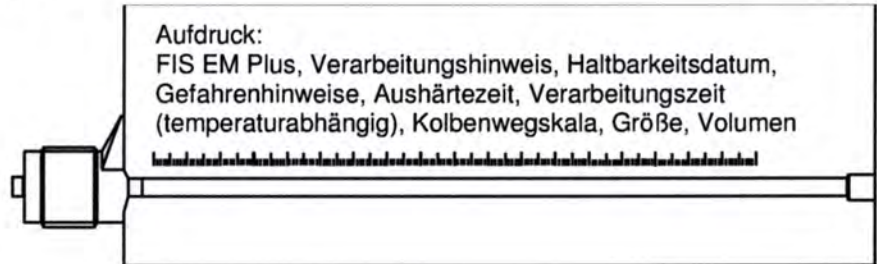 Aufdruck:
FIS EM Plus, Verarbeitungshinweis, Haltbarkeitsdatum,
Gefahrenhinweise, Aushärtezeit, Verarbeitungszeit
(temperaturabhängig), Kolbenwegskala, Größe, Volumen